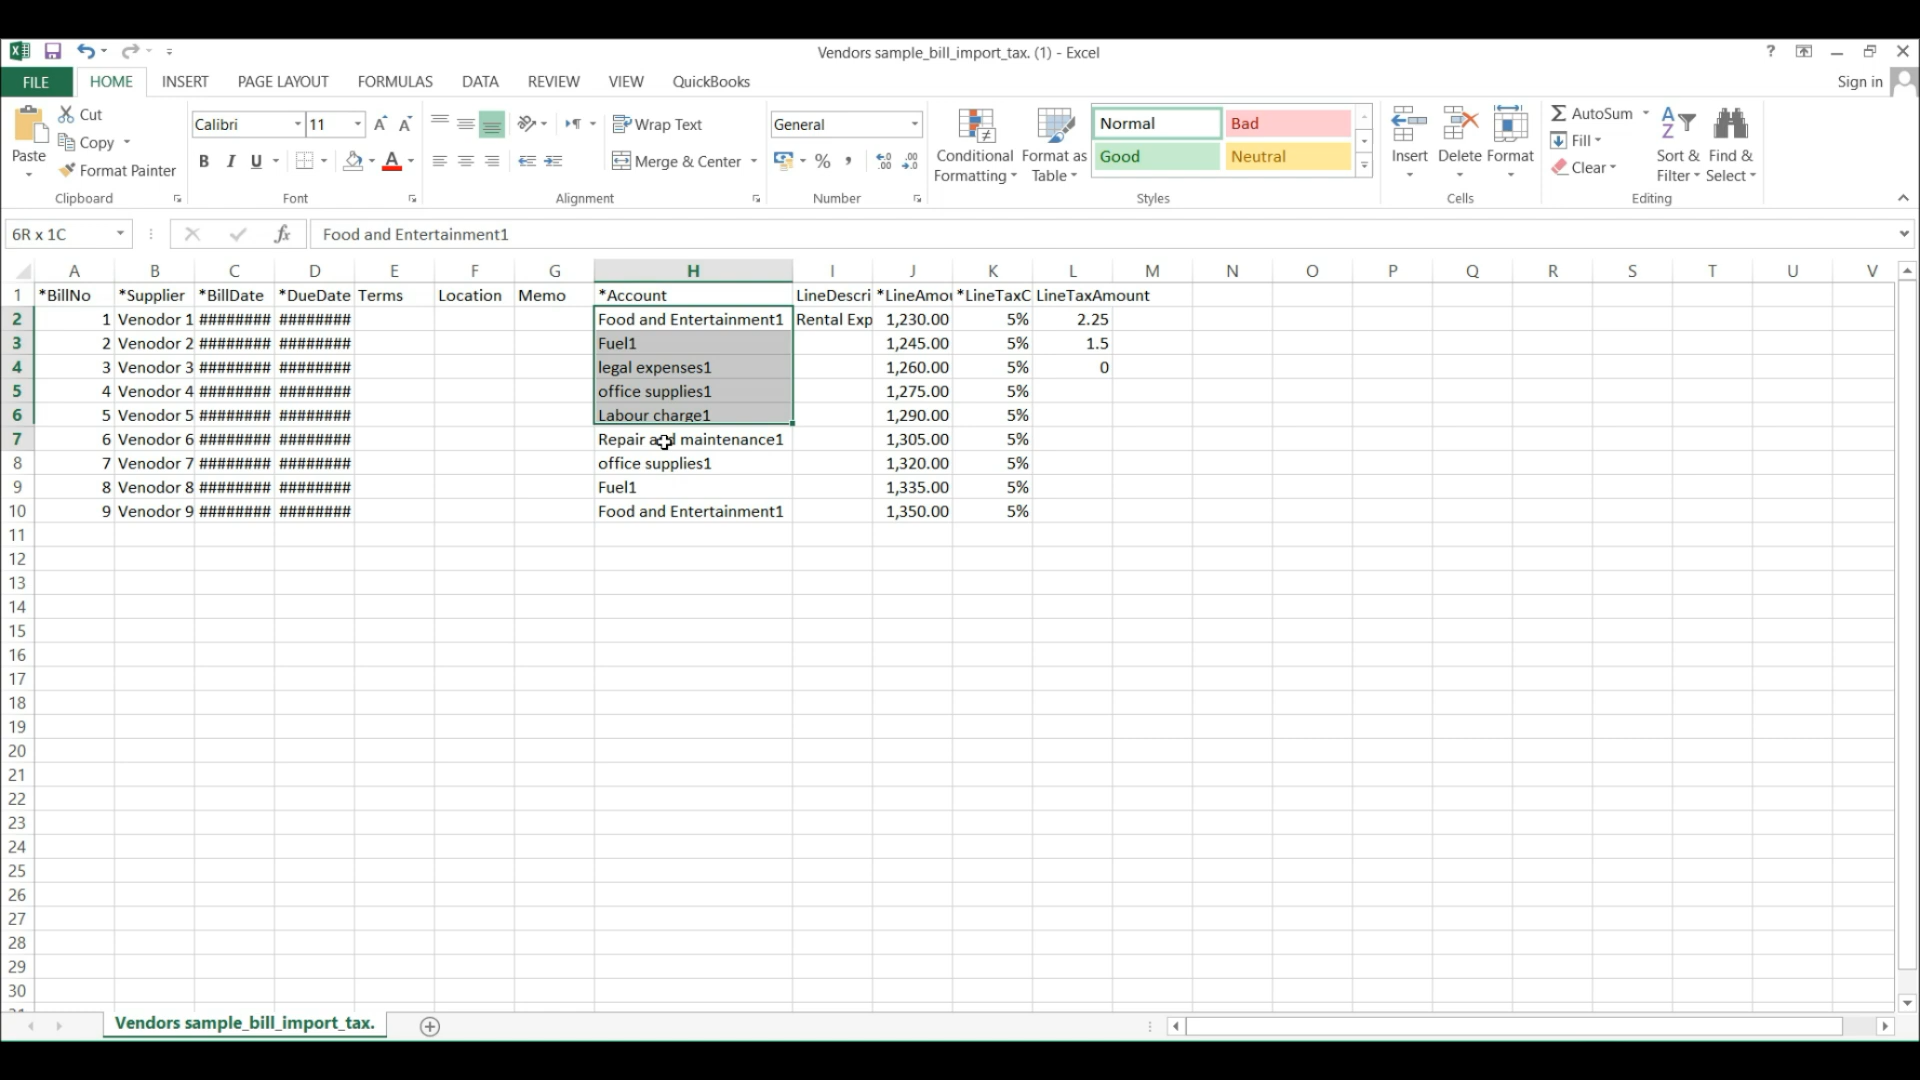 Vendors sample_bill_import_tax. (1) - Excel
?
FILE HOME INSERT PAGE LAYOUT FORMULAS DATA REVIEW VIEW QuickBooks Sign in
Paste Cut Copy Format Painter
Calibri 11 A A
B I U A
Wrap Text
Merge & Center
General
% ,
Conditional Formatting Format as Table
Normal Bad
Good Neutral
Insert Delete Format
AutoSum Fill Clear
Sort & Filter Find & Select
Clipboard Font Alignment Number Styles Cells Editing
6R x 1C fx Food and Entertainment1
A B C D E F G H I J K L M N O P Q R S T U V
1 *BillNo *Supplier *BillDate *DueDate Terms Location Memo *Account LineDescri *LineAmou *LineTaxC LineTaxAmount
2 1 Venodor 1 ######## ######## Food and Entertainment1 Rental Exp 1,230.00 5% 2.25
3 2 Venodor 2 ######## ######## Fuel1 1,245.00 5% 1.5
4 3 Venodor 3 ######## ######## legal expenses1 1,260.00 5% 0
5 4 Venodor 4 ######## ######## office supplies1 1,275.00 5%
6 5 Venodor 5 ######## ######## Labour charge1 1,290.00 5%
7 6 Venodor 6 ######## ######## Repair and maintenance1 1,305.00 5%
8 7 Venodor 7 ######## ######## office supplies1 1,320.00 5%
9 8 Venodor 8 ######## ######## Fuel1 1,335.00 5%
10 9 Venodor 9 ######## ######## Food and Entertainment1 1,350.00 5%
11
12
13
14
15
16
17
18
19
20
21
22
23
24
25
26
27
28
29
30
Vendors sample_bill_import_tax.